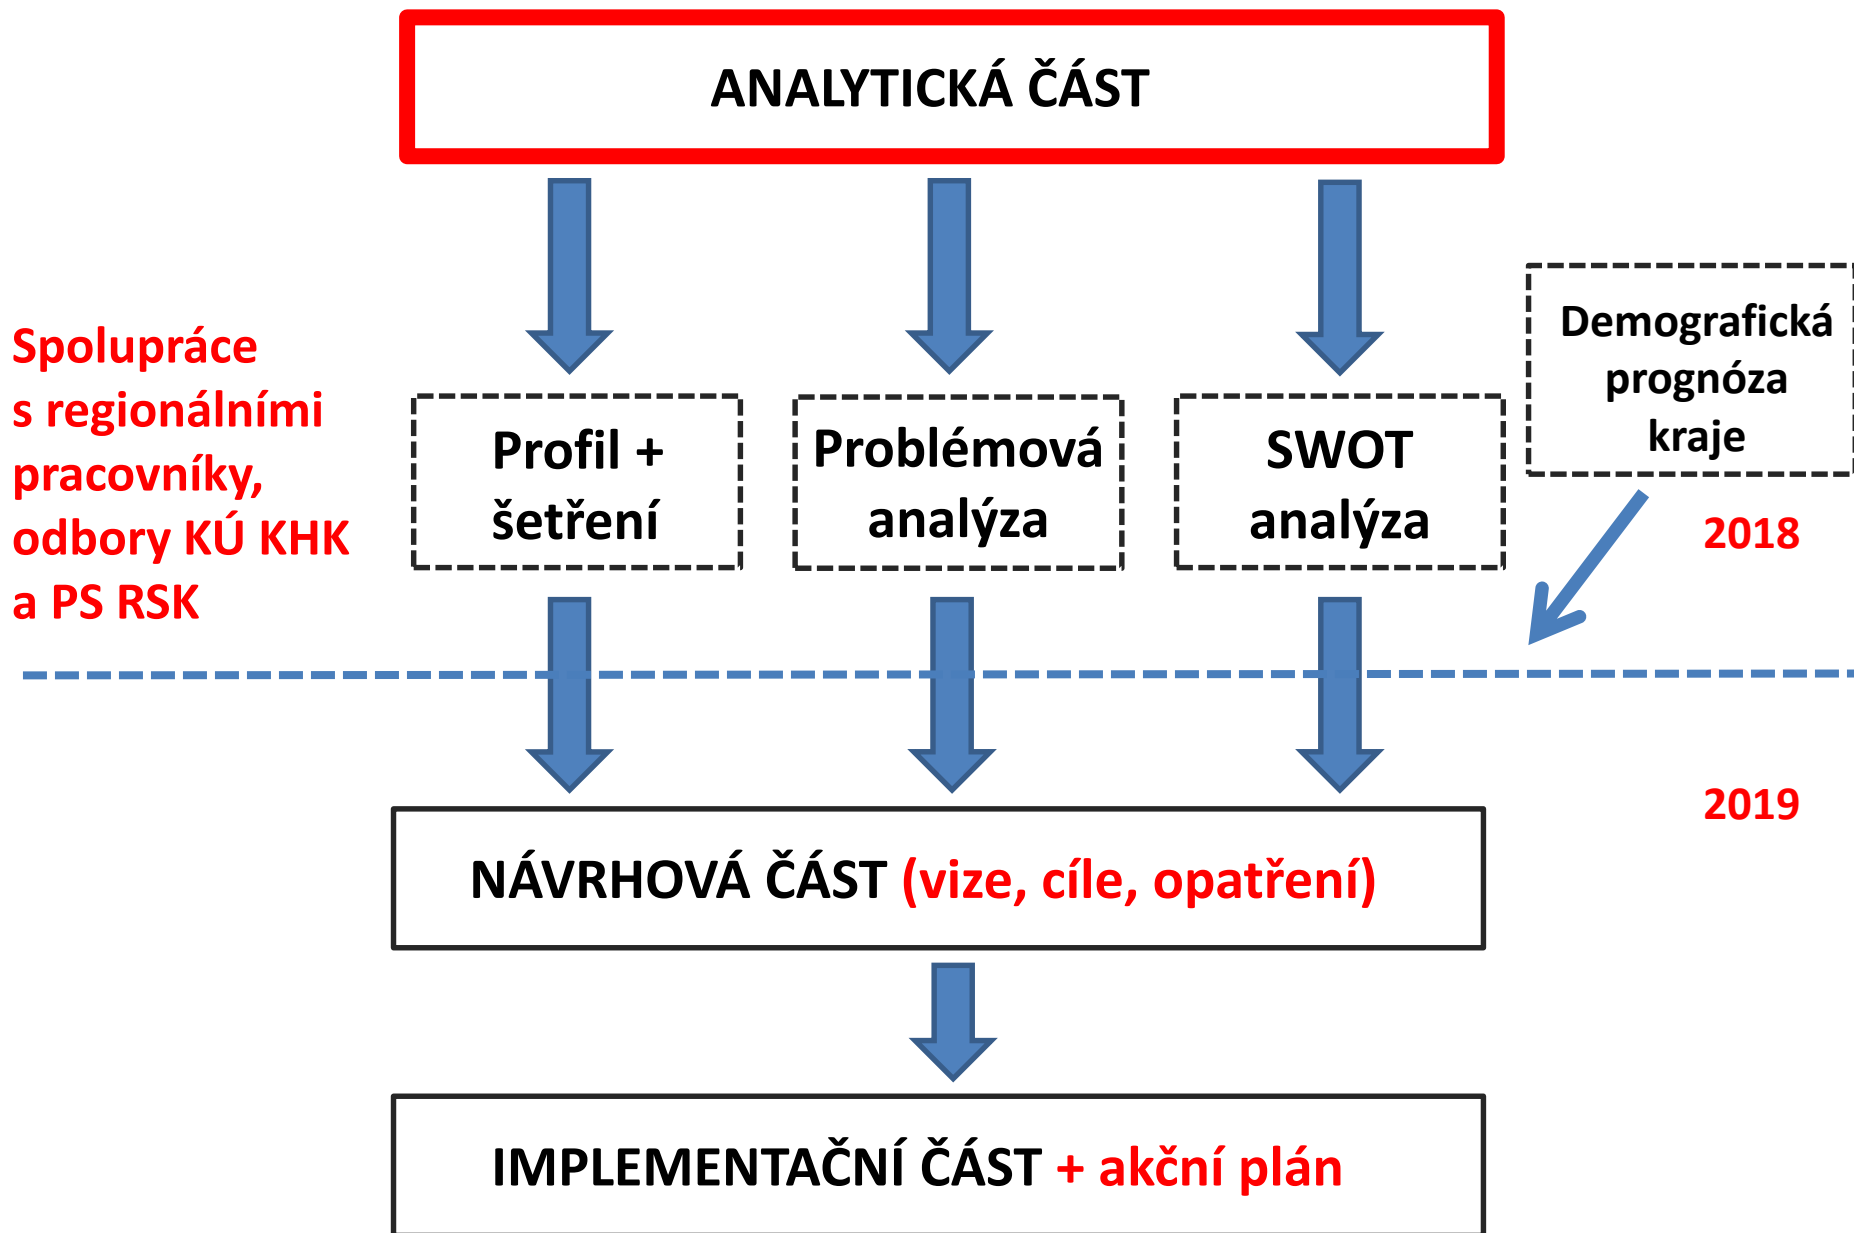 ANALYTICKÁ ČÁST
Spolupráce
s regionálními
pracovníky,
odbory KÚ KHK
a PS RSK
Profil +
šetření
Problémová
analýza
SWOT
analýza
Demografická
prognóza
kraje
2018
2019
NÁVRHOVÁ ČÁST (vize, cíle, opatření)
IMPLEMENTAČNÍ ČÁST + akční plán